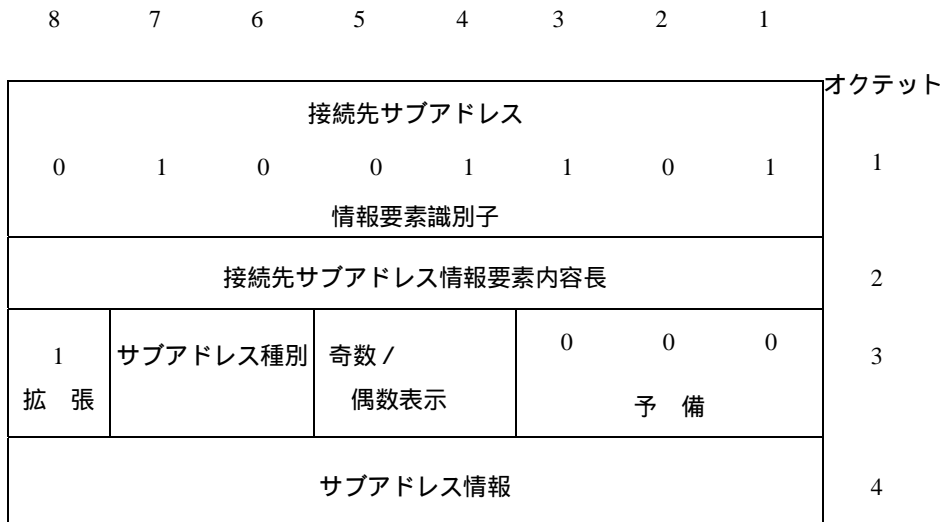 8 7 6 5 4 3 2 1
オクテット
接続先サブアドレス
0 1 0 0 1 1 0 1 1
情報要素識別子
接続先サブアドレス情報要素内容長 2
1 サブアドレス種別 奇数/ 0 0 0 3
拡 張 偶数表示 予 備
サブアドレス情報 4